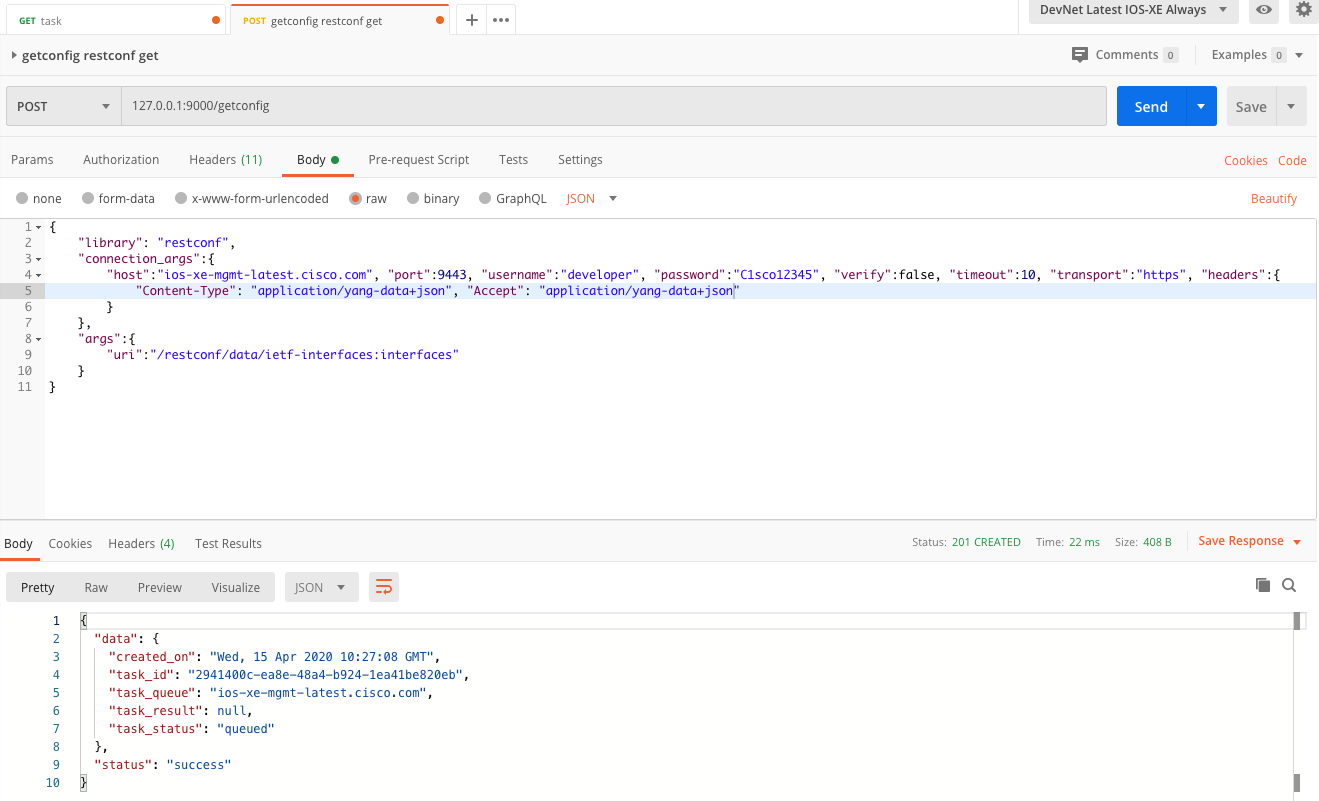 GET task
POST getconfig restconf get
DevNet Latest IOS-XE Always
getconfig restconf get
Comments 0
Examples 0
POST 127.0.0.1:9000/getconfig
Send
Save
Params Authorization Headers (11) Body Pre-request Script Tests Settings
Cookies Code
none form-data x-www-form-urlencoded raw binary GraphQL JSON
Beautify
1 {
2 "library": "restconf",
3 "connection_args":{
4 "host":"ios-xe-mgmt-latest.cisco.com", "port":9443, "username":"developer", "password":"C1sco12345", "verify":false, "timeout":10, "transport":"https", "headers":{
5 "Content-Type": "application/yang-data+json", "Accept": "application/yang-data+json"
6 }
7 },
8 "args":{
9 "uri":"/restconf/data/ietf-interfaces:interfaces"
10 }
11 }
Body Cookies Headers (4) Test Results
Status: 201 CREATED Time: 22 ms Size: 408 B
Save Response
Pretty Raw Preview Visualize JSON
1 {
2 "data": {
3 "created_on": "Wed, 15 Apr 2020 10:27:08 GMT",
4 "task_id": "2941400c-ea8e-48a4-b924-1ea41be820eb",
5 "task_queue": "ios-xe-mgmt-latest.cisco.com",
6 "task_result": null,
7 "task_status": "queued"
8 },
9 "status": "success"
10 }